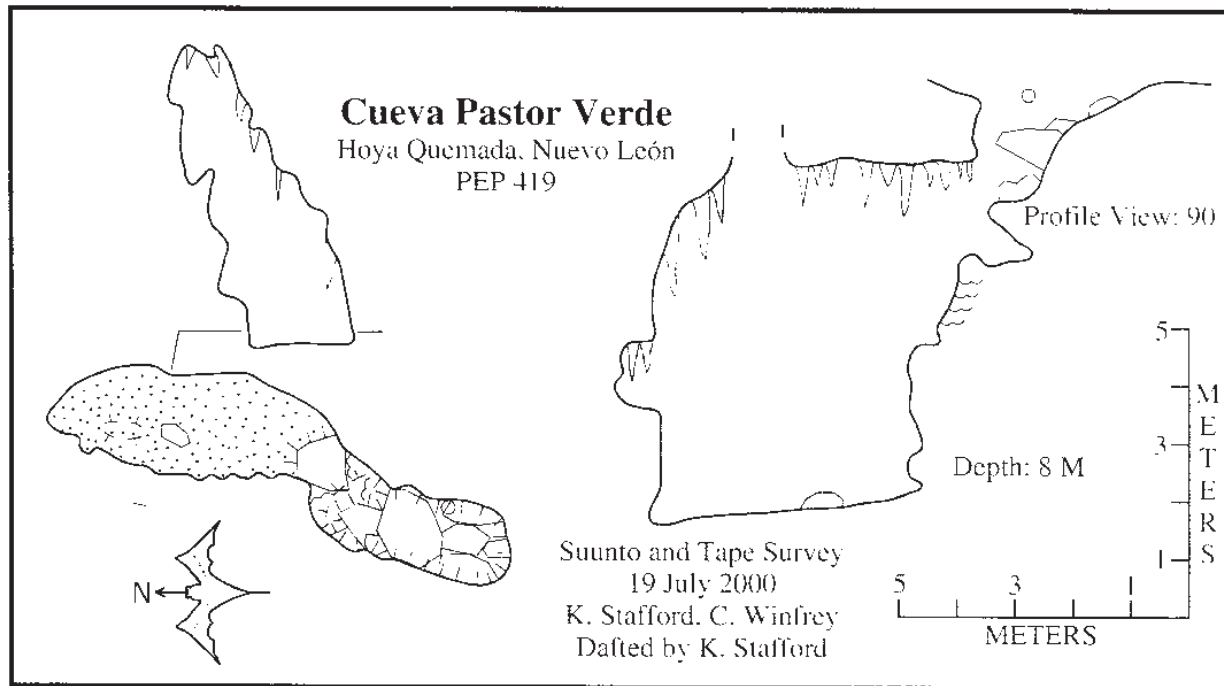 Cueva Pastor Verde
Hoya Quemada, Nuevo León
PEP 419
Profile View: 90
Depth: 8 M
5
3
1
METERS
5
3
1
METERS
N
Suunto and Tape Survey
19 July 2000
K. Stafford, C. Winfrey
Dafted by K. Stafford